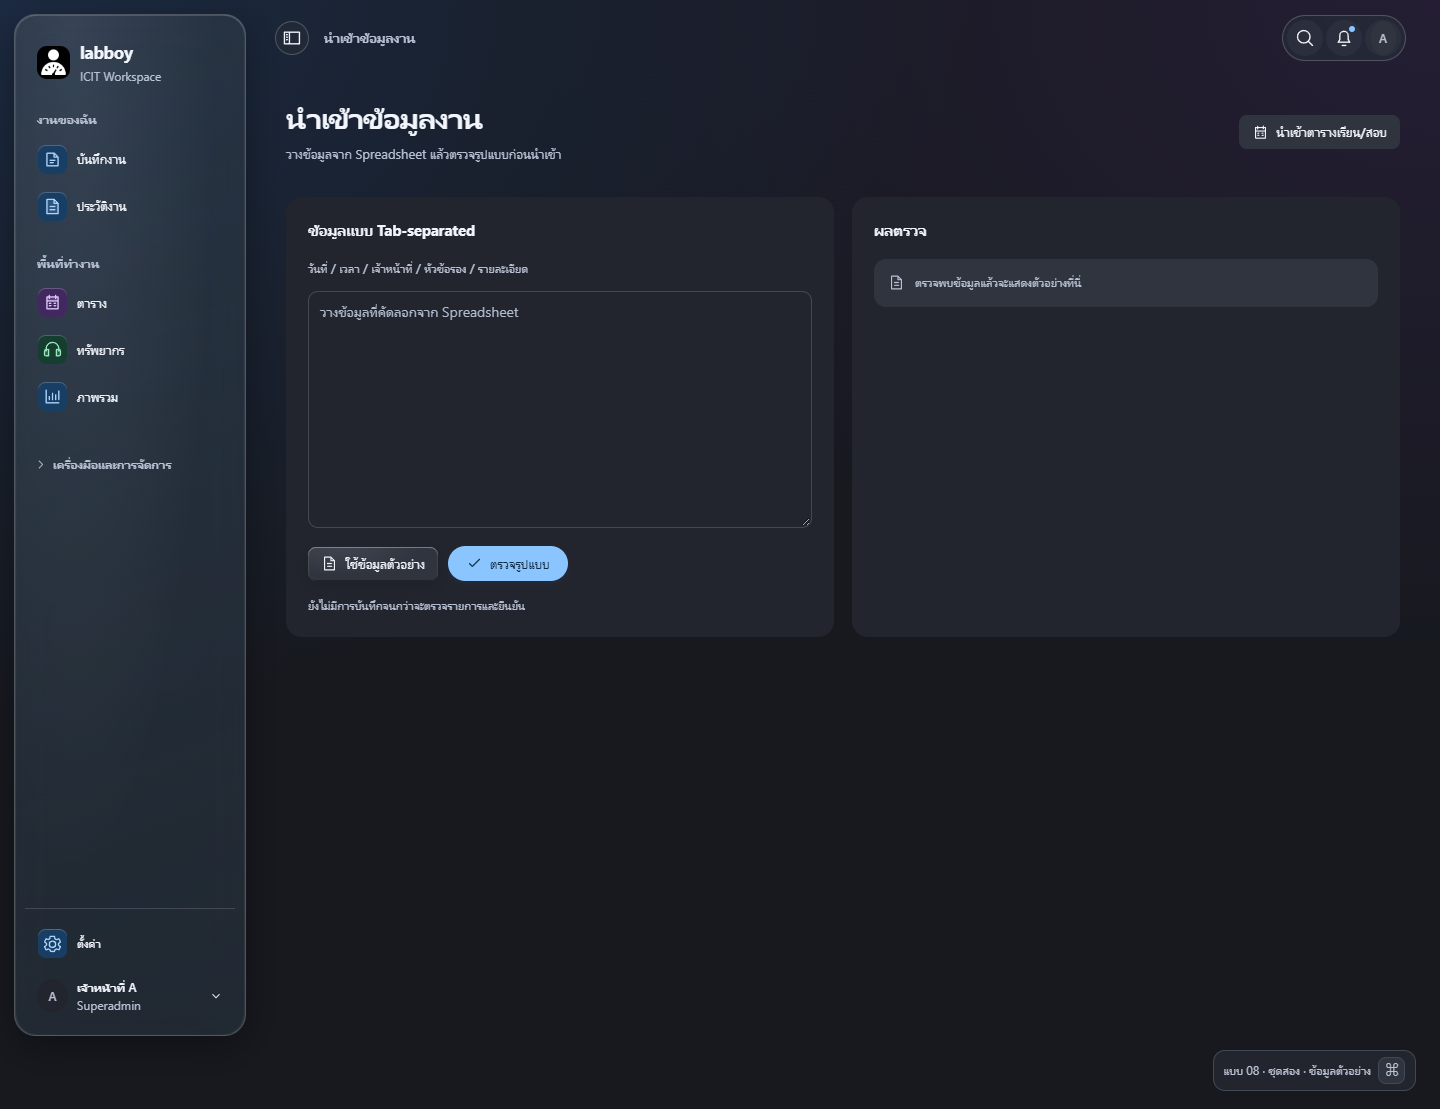 labboy
ICIT Workspace
งานของฉัน
บันทึกงาน
ประวัติงาน
พื้นที่ทำงาน
ตาราง
ทรัพยากร
ภาพรวม
เครื่องมือและการจัดการ
ตั้งค่า
A
เจ้าหน้าที่ A
Superadmin
นำเข้าข้อมูลงาน
A
นำเข้าข้อมูลงาน
วางข้อมูลจาก Spreadsheet แล้วตรวจรูปแบบก่อนนำเข้า
นำเข้าตารางเรียน/สอบ
ข้อมูลแบบ Tab-separated
วันที่ / เวลา / เจ้าหน้าที่ / หัวข้อรอง / รายละเอียด
วางข้อมูลที่คัดลอกจาก Spreadsheet
ใช้ข้อมูลตัวอย่าง
ตรวจรูปแบบ
ยังไม่มีการบันทึกจนกว่าจะตรวจรายการและยืนยัน
ผลตรวจ
ตรวจพบข้อมูลแล้วจะแสดงตัวอย่างที่นี่
แบบ 08 · ชุดสอง · ข้อมูลตัวอย่าง ⌘